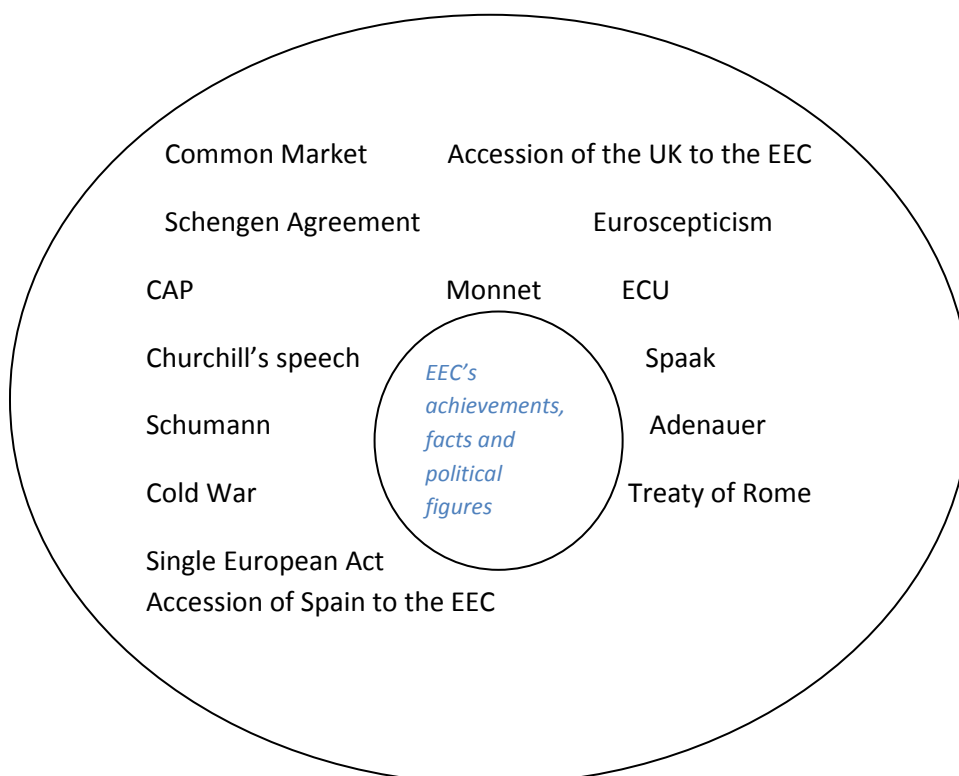 Common Market Accession of the UK to the EEC
Schengen Agreement Euroscepticism
CAP Monnet ECU
Churchill’s speech Spaak
Schumann Adenauer
Cold War Treaty of Rome
Single European Act
Accession of Spain to the EEC
EEC’s
achievements,
facts and
political
figures